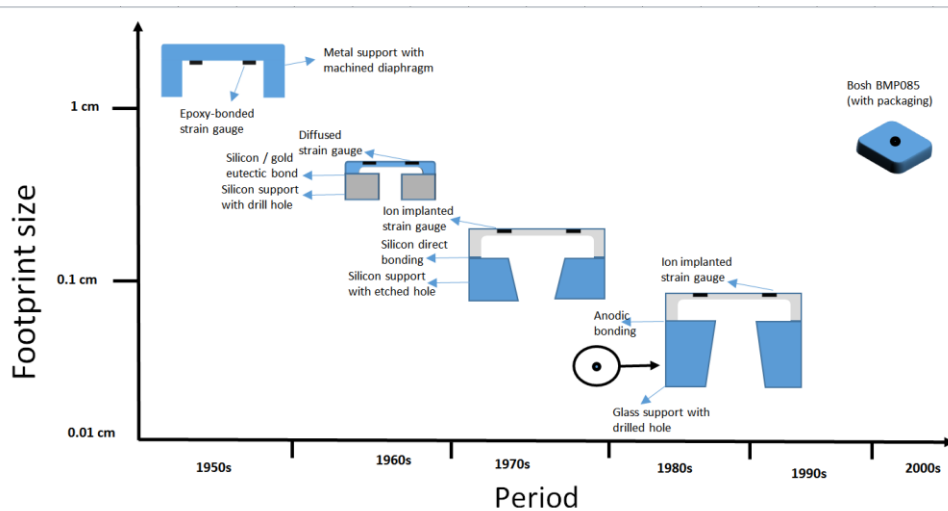 Metal support with
machined diaphragm
Bosh BMP085
(with packaging)
1 cm
Epoxy-bonded
strain gauge
Diffused
strain gauge
Silicon / gold
eutectic bond
Silicon support
with drill hole
Ion implanted
strain gauge
Silicon direct
bonding
Silicon support
with etched hole
Ion implanted
strain gauge
0.1 cm
Anodic
bonding
Glass support with
drilled hole
0.01 cm
Footprint size
1950s
1960s
1970s
1980s
1990s
2000s
Period